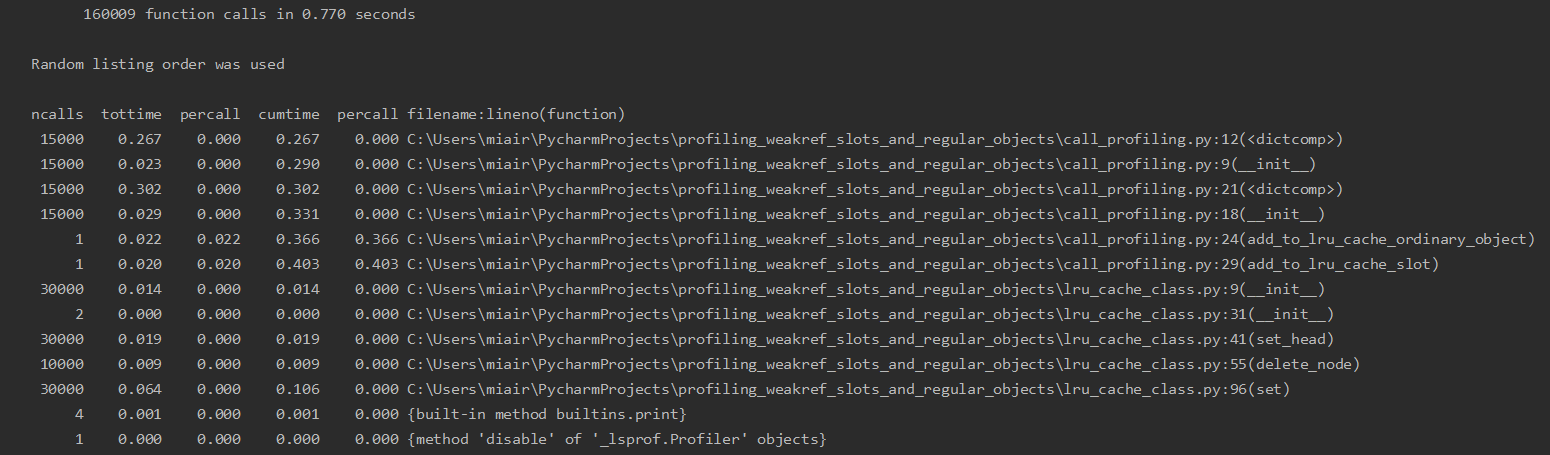 160009 function calls in 0.770 seconds
Random listing order was used
ncalls tottime percall cumtime percall filename:lineno(function)
15000 0.267 0.000 0.267 0.000 C:\Users\miair\PycharmProjects\profiling_weakref_slots_and_regular_objects\call_profiling.py:12(<dictcomp>)
15000 0.023 0.000 0.290 0.000 C:\Users\miair\PycharmProjects\profiling_weakref_slots_and_regular_objects\call_profiling.py:9(__init__)
15000 0.302 0.000 0.302 0.000 C:\Users\miair\PycharmProjects\profiling_weakref_slots_and_regular_objects\call_profiling.py:21(<dictcomp>)
15000 0.029 0.000 0.331 0.000 C:\Users\miair\PycharmProjects\profiling_weakref_slots_and_regular_objects\call_profiling.py:18(__init__)
1 0.022 0.022 0.366 0.366 C:\Users\miair\PycharmProjects\profiling_weakref_slots_and_regular_objects\call_profiling.py:24(add_to_lru_cache_ordinary_object)
1 0.020 0.020 0.403 0.403 C:\Users\miair\PycharmProjects\profiling_weakref_slots_and_regular_objects\call_profiling.py:29(add_to_lru_cache_slot)
30000 0.014 0.000 0.014 0.000 C:\Users\miair\PycharmProjects\profiling_weakref_slots_and_regular_objects\lru_cache_class.py:9(__init__)
2 0.000 0.000 0.000 0.000 C:\Users\miair\PycharmProjects\profiling_weakref_slots_and_regular_objects\lru_cache_class.py:31(__init__)
30000 0.019 0.000 0.019 0.000 C:\Users\miair\PycharmProjects\profiling_weakref_slots_and_regular_objects\lru_cache_class.py:41(set_head)
10000 0.009 0.000 0.009 0.000 C:\Users\miair\PycharmProjects\profiling_weakref_slots_and_regular_objects\lru_cache_class.py:55(delete_node)
30000 0.064 0.000 0.106 0.000 C:\Users\miair\PycharmProjects\profiling_weakref_slots_and_regular_objects\lru_cache_class.py:96(set)
4 0.001 0.000 0.001 0.000 {built-in method builtins.print}
1 0.000 0.000 0.000 0.000 {method 'disable' of '_lsprof.Profiler' objects}